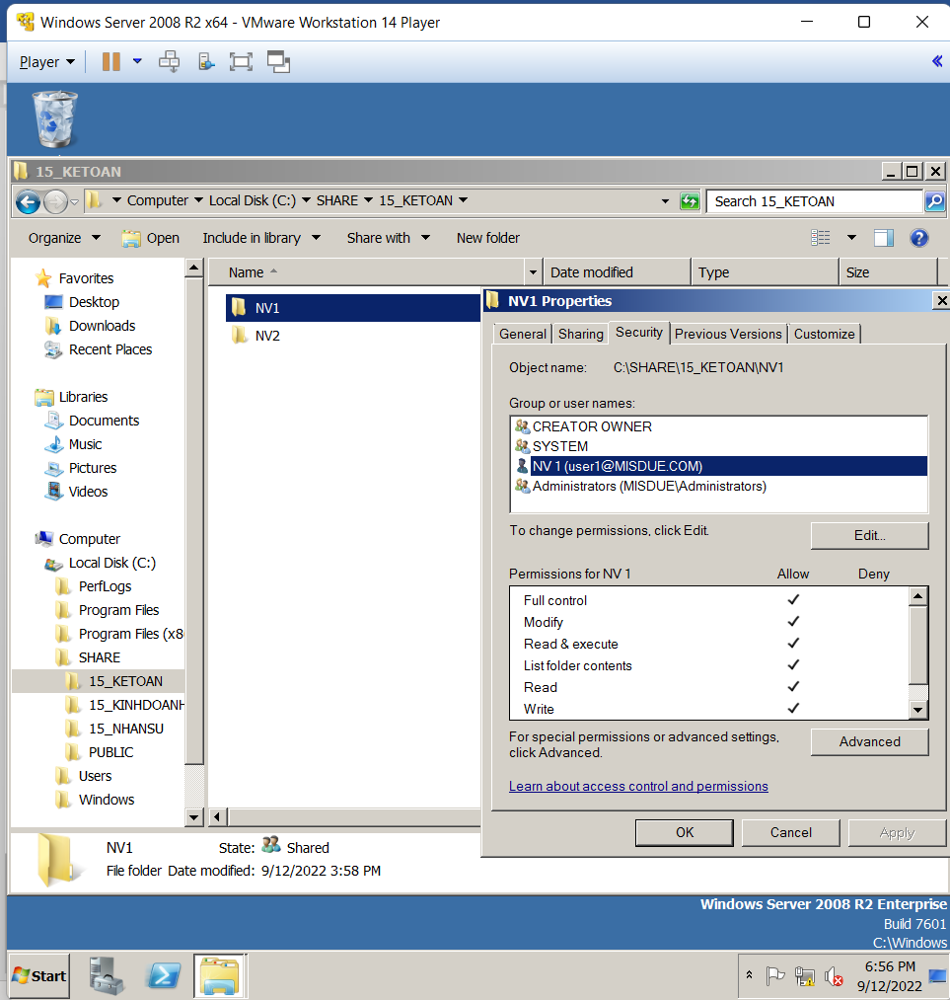 Windows Server 2008 R2 x64 - VMware Workstation 14 Player
Player
15_KETOAN
Computer Local Disk (C:) SHARE 15_KETOAN
Search 15_KETOAN
Organize Open Include in library Share with New folder
Name Date modified Type Size
Favorites
Desktop
Downloads
Recent Places
Libraries
Documents
Music
Pictures
Videos
Computer
Local Disk (C:)
PerfLogs
Program Files
Program Files (x8
SHARE
15_KETOAN
15_KINHDOANH
15_NHANSU
PUBLIC
Users
Windows
NV1
NV2
NV1 Properties
General Sharing Security Previous Versions Customize
Object name: C:\SHARE\15_KETOAN\NV1
Group or user names:
CREATOR OWNER
SYSTEM
NV 1 (user1@MISDUE.COM)
Administrators (MISDUE\Administrators)
To change permissions, click Edit.
Edit...
Permissions for NV 1 Allow Deny
Full control
Modify
Read & execute
List folder contents
Read
Write
For special permissions or advanced settings,
click Advanced.
Advanced
Learn about access control and permissions
OK Cancel Apply
NV1 State: Shared
File folder Date modified: 9/12/2022 3:58 PM
Windows Server 2008 R2 Enterprise
Build 7601
C:\Windows
Start
6:56 PM
9/12/2022